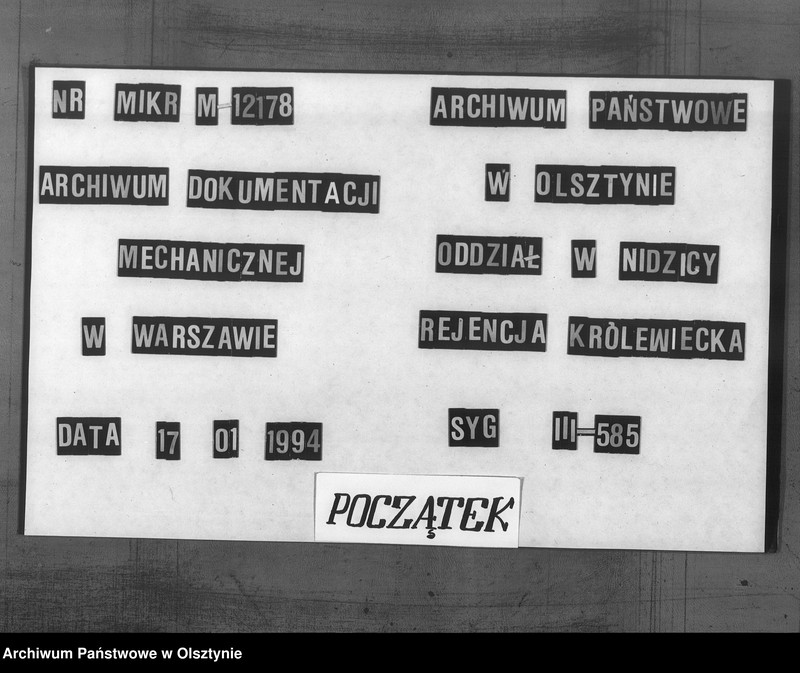 NR MIKR M-12178
ARCHIWUM DOKUMENTACJI
MECHANICZNEJ
W WARSZAWIE
DATA 17 01 1994
ARCHIWUM PAŃSTWOWE
W OLSZTYNIE
ODDZIAŁ W NIDZICY
REJENCJA KRÒLEWIECKA
SYG III-585
POCZĄTEK
Archiwum Państwowe w Olsztynie